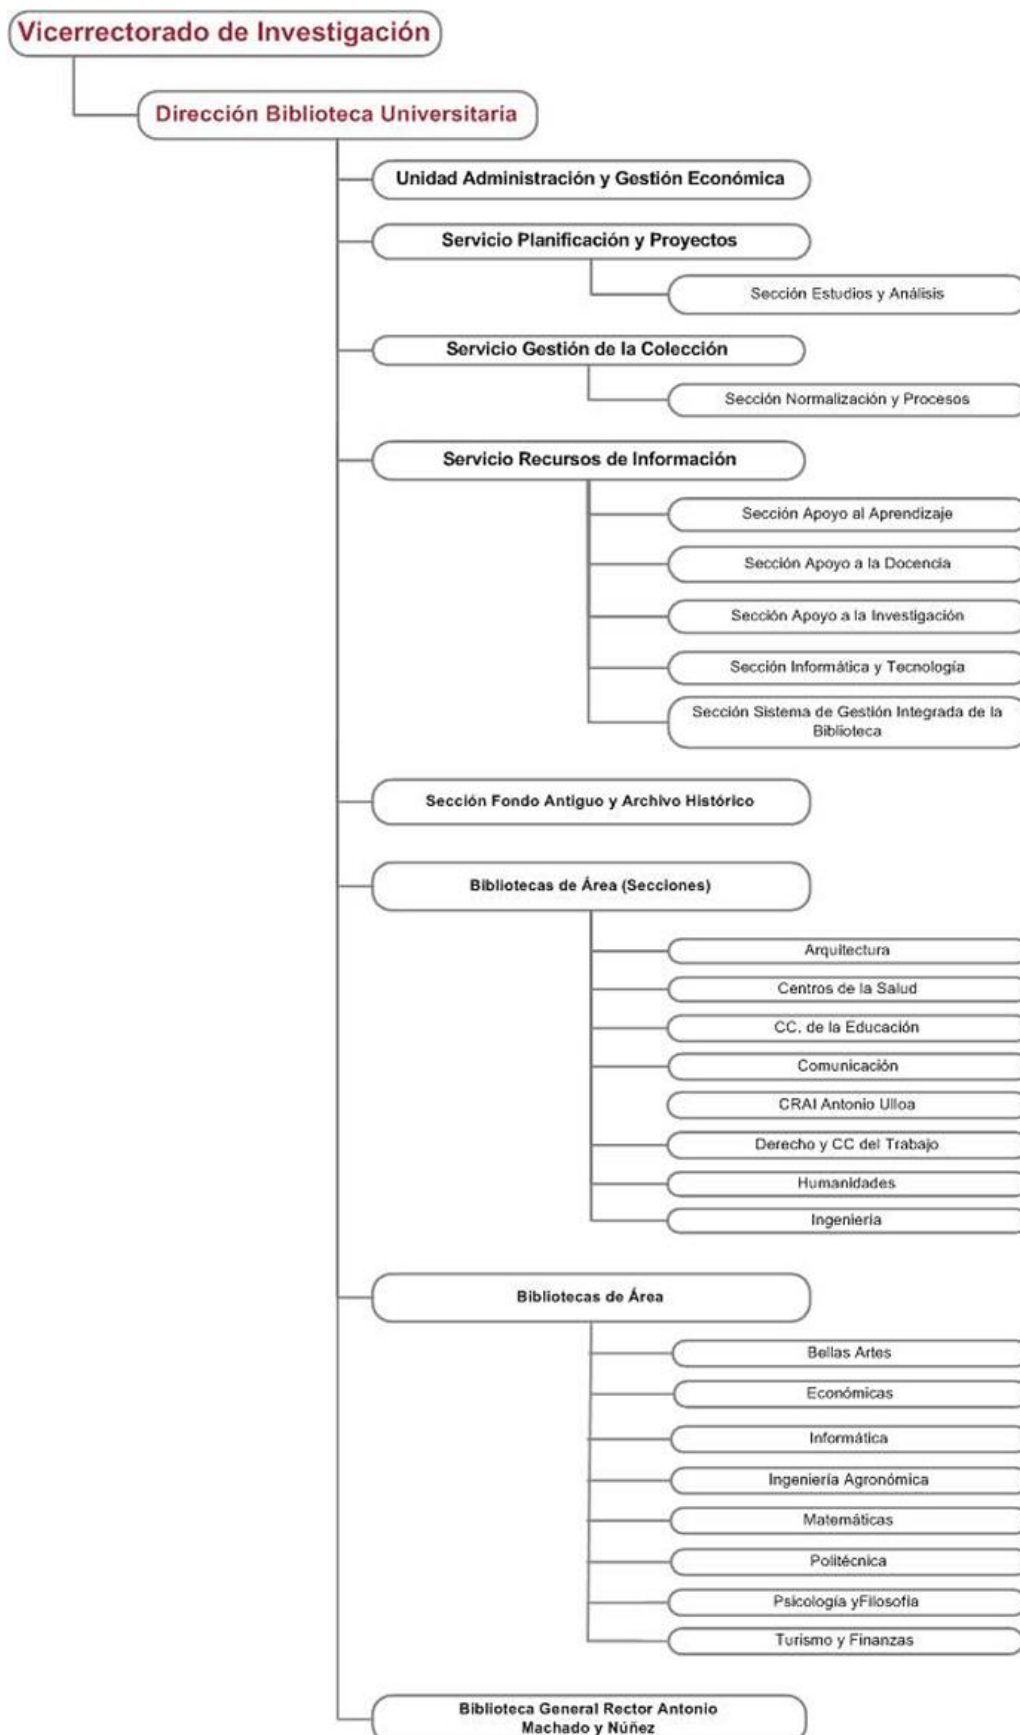 Vicerrectorado de Investigación
Dirección Biblioteca Universitaria
Unidad Administración y Gestión Económica
Servicio Planificación y Proyectos
Sección Estudios y Análisis
Servicio Gestión de la Colección
Sección Normalización y Procesos
Servicio Recursos de Información
Sección Apoyo al Aprendizaje
Sección Apoyo a la Docencia
Sección Apoyo a la Investigación
Sección Informática y Tecnología
Sección Sistema de Gestión Integrada de la
Biblioteca
Sección Fondo Antiguo y Archivo Histórico
Bibliotecas de Área (Secciones)
Arquitectura
Centros de la Salud
CC. de la Educación
Comunicación
CRAI Antonio Ulloa
Derecho y CC del Trabajo
Humanidades
Ingeniería
Bibliotecas de Área
Bellas Artes
Económicas
Informática
Ingeniería Agronómica
Matemáticas
Politécnica
Psicología yFilosofía
Turismo y Finanzas
Biblioteca General Rector Antonio
Machado y Núñez